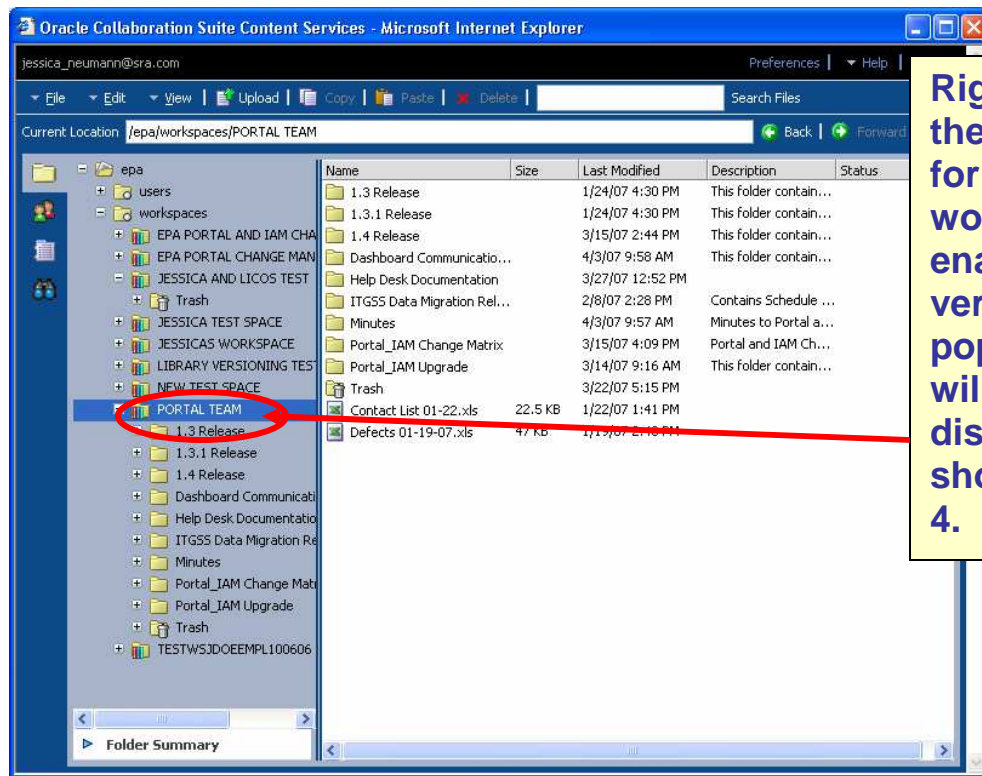 Oracle Collaboration Suite Content Services - Microsoft Internet Explorer
jessica_neumann@sra.com Preferences Help
File Edit View Upload Copy Paste Delete Search Files
Current Location /epa/workspaces/PORTAL TEAM Back Forward
epa
users
workspaces
EPA PORTAL AND IAM CHA
EPA PORTAL CHANGE MAN
JESSICA AND LICOS TEST
Trash
JESSICA TEST SPACE
JESSICAS WORKSPACE
LIBRARY VERSIONING TES
NEW TEST SPACE
PORTAL TEAM
1.3 Release
1.3.1 Release
1.4 Release
Dashboard Communicati
Help Desk Documentatio
ITGSS Data Migration Re
Minutes
Portal_IAM Change Mat
Portal_IAM Upgrade
Trash
TESTWSJDOEEMPL100606
Folder Summary
Name Size Last Modified Description Status
1.3 Release 1/24/07 4:30 PM This folder contain...
1.3.1 Release 1/24/07 4:30 PM This folder contain...
1.4 Release 3/15/07 2:44 PM This folder contain...
Dashboard Communicatio... 4/3/07 9:58 AM This folder contain...
Help Desk Documentation 3/27/07 12:52 PM
ITGSS Data Migration Rel... 2/8/07 2:28 PM Contains Schedule ...
Minutes 4/3/07 9:57 AM Minutes to Portal a...
Portal_IAM Change Matrix 3/15/07 4:09 PM Portal and IAM Ch...
Portal_IAM Upgrade 3/14/07 9:16 AM This folder contain...
Trash 3/22/07 5:15 PM
Contact List 01-22.xls 22.5 KB 1/22/07 1:41 PM
Defects 01-19-07.xls 47 KB 1/19/07 PM
Rig
the
for
wo
ena
ver
pop
wil
dis
sho
4.